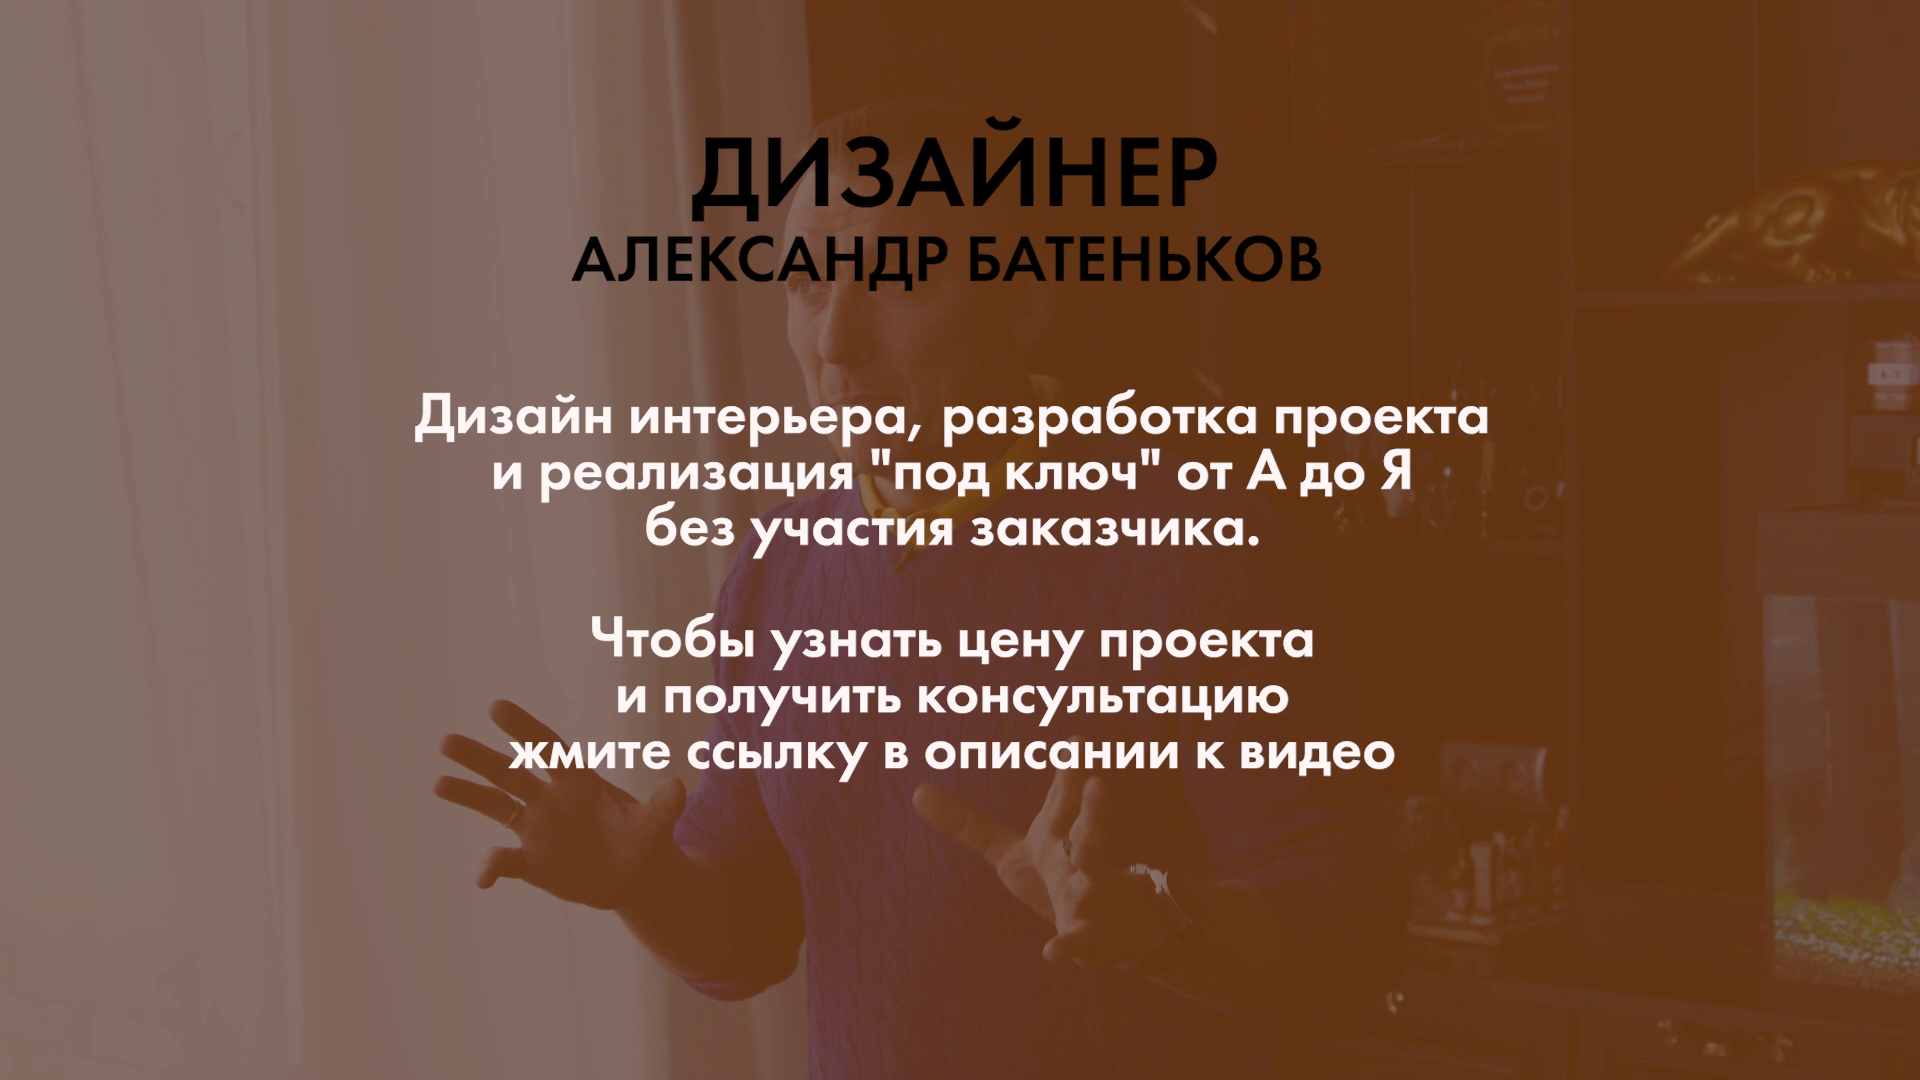 ДИЗАЙНЕР
АЛЕКСАНДР БАТЕНЬКОВ
Дизайн интерьера, разработка проекта
и реализация "под ключ" от А до Я
без участия заказчика.
Чтобы узнать цену проекта
и получить консультацию
жмите ссылку в описании к видео